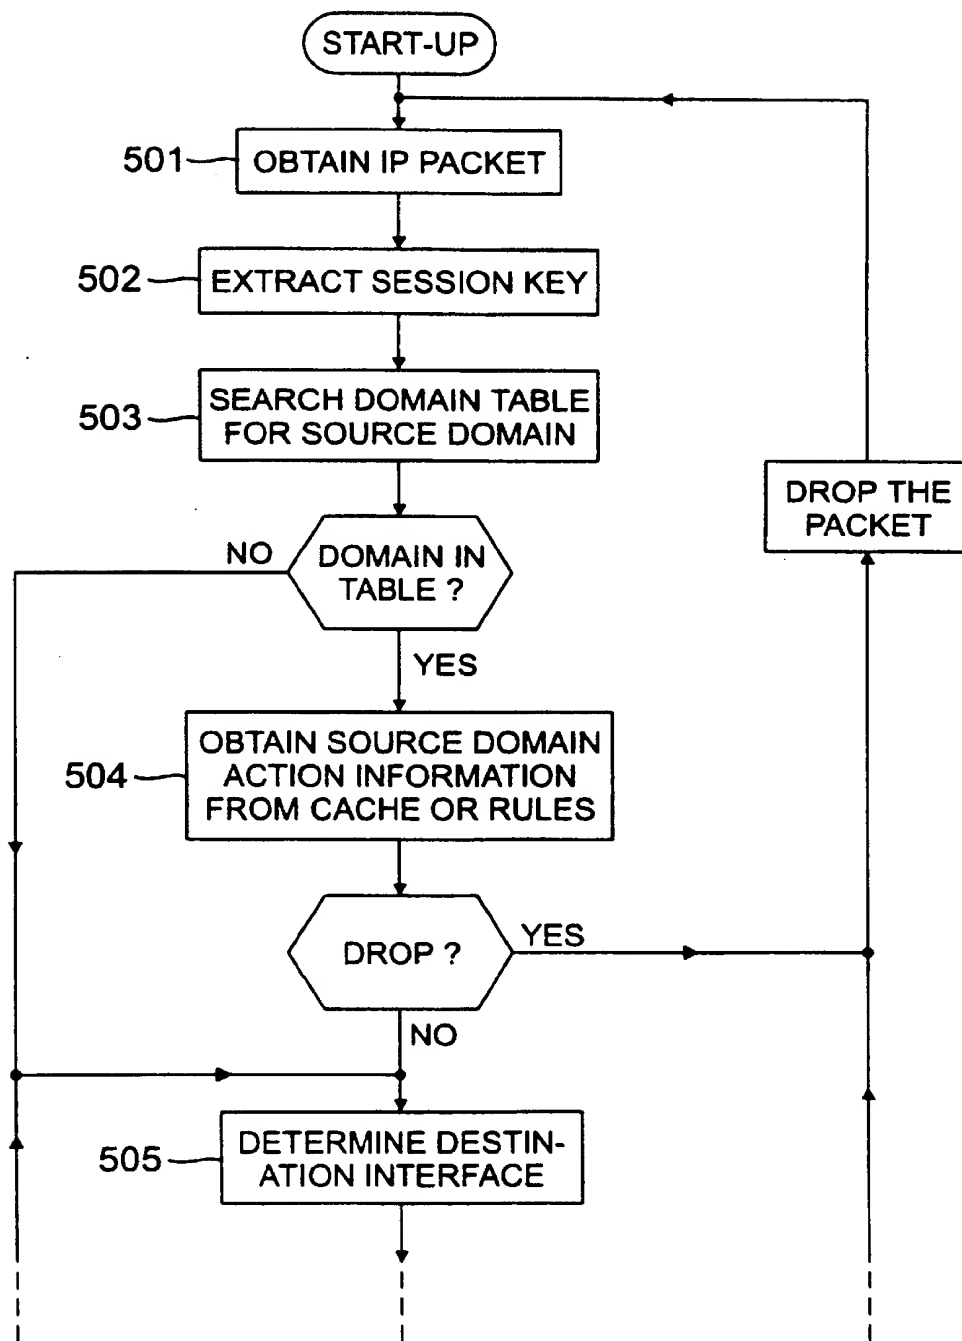 START-UP
501
OBTAIN IP PACKET
502
EXTRACT SESSION KEY
503
SEARCH DOMAIN TABLE
FOR SOURCE DOMAIN
DROP THE
PACKET
NO
DOMAIN IN
TABLE ?
YES
504
OBTAIN SOURCE DOMAIN
ACTION INFORMATION
FROM CACHE OR RULES
DROP ?
YES
NO
505
DETERMINE DESTIN-
ATION INTERFACE